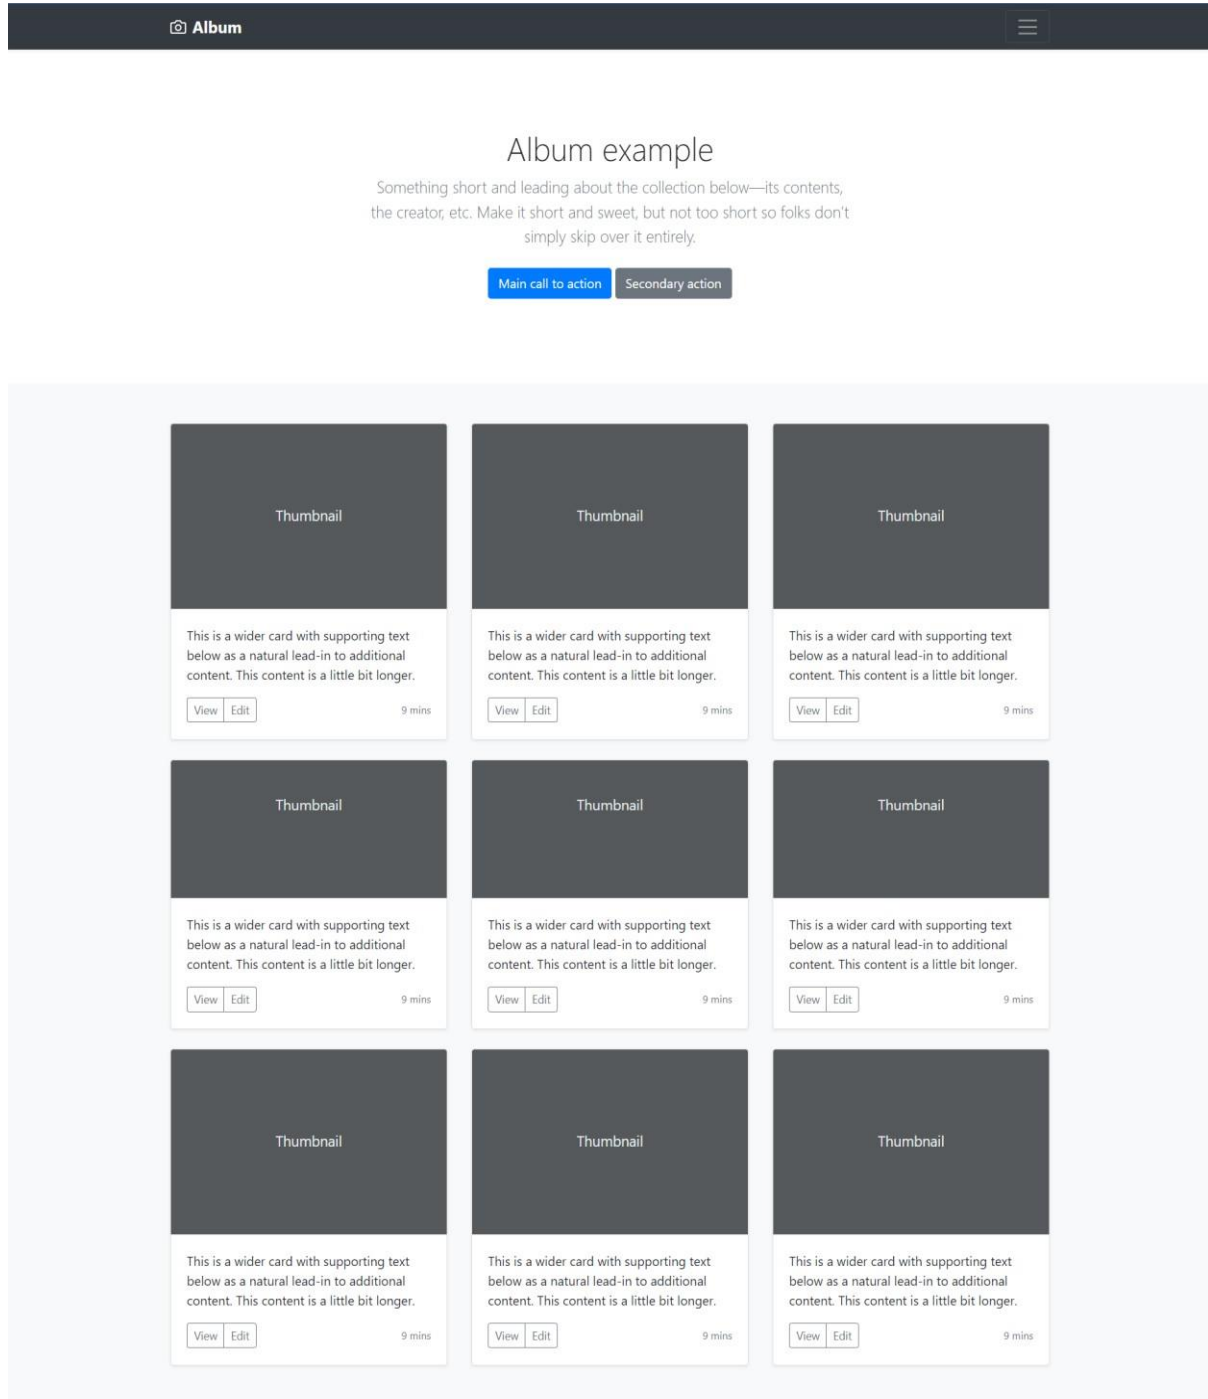 Album
Album example
Something short and leading about the collection below—its contents,
the creator, etc. Make it short and sweet, but not too short so folks don't
simply skip over it entirely.
Main call to action Secondary action
Thumbnail Thumbnail Thumbnail
This is a wider card with supporting text
below as a natural lead-in to additional
content. This content is a little bit longer.
View Edit 9 mins
This is a wider card with supporting text
below as a natural lead-in to additional
content. This content is a little bit longer.
View Edit 9 mins
This is a wider card with supporting text
below as a natural lead-in to additional
content. This content is a little bit longer.
View Edit 9 mins
Thumbnail Thumbnail Thumbnail
This is a wider card with supporting text
below as a natural lead-in to additional
content. This content is a little bit longer.
View Edit 9 mins
This is a wider card with supporting text
below as a natural lead-in to additional
content. This content is a little bit longer.
View Edit 9 mins
This is a wider card with supporting text
below as a natural lead-in to additional
content. This content is a little bit longer.
View Edit 9 mins
Thumbnail Thumbnail Thumbnail
This is a wider card with supporting text
below as a natural lead-in to additional
content. This content is a little bit longer.
View Edit 9 mins
This is a wider card with supporting text
below as a natural lead-in to additional
content. This content is a little bit longer.
View Edit 9 mins
This is a wider card with supporting text
below as a natural lead-in to additional
content. This content is a little bit longer.
View Edit 9 mins